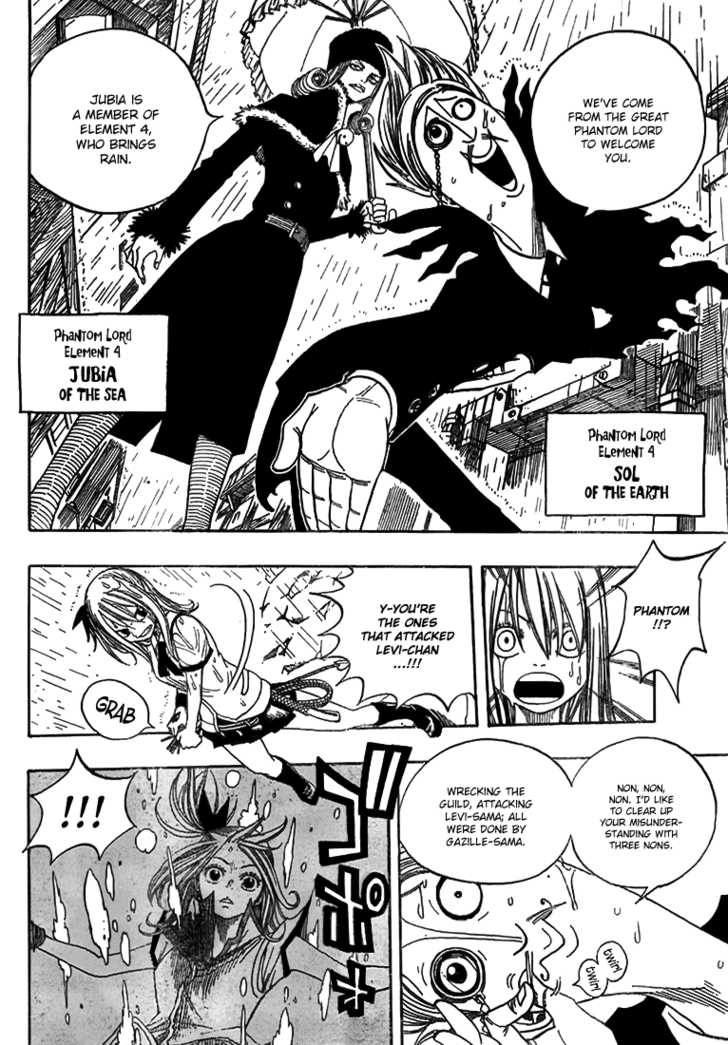 WE'VE COME
FROM THE GREAT
PHANTOM LORD
TO WELCOME
YOU.
JUBIA IS
A MEMBER OF
ELEMENT 4,
WHO BRINGS
RAIN.
PHANTOM LORD
ELEMENT 4
SOL
OF THE EARTH
PHANTOM LORD
ELEMENT 4
JUBIA
OF THE SEA
PHANTOM
!!?
Y-YOU'RE
THE ONES
THAT ATTACKED
LEVI-CHAN
...!!!
GRAB
NON, NON,
NON. I'D LIKE
TO CLEAR UP
YOUR MISUNDER-
STANDING WITH
THREE NONS.
WRECKING THE
GUILD, ATTACKING
LEVI-SAMA; ALL
WERE DONE BY
GAZILLE-SAMA.
TWIRL
TWIRL
!!!